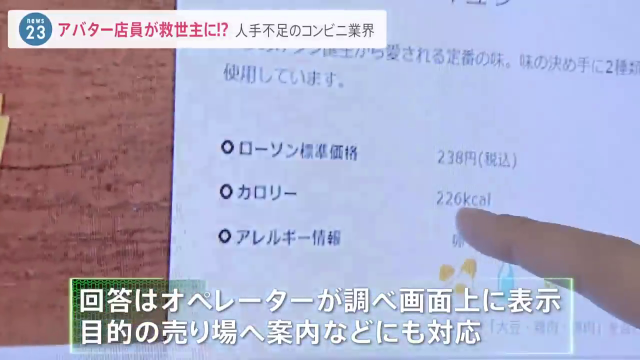 news
23
アバター店員が救世主に!? 人手不足のコンビニ業界
から愛される定番の味。味の決め手に2種類
使用しています。
ローソン標準価格 238円(税込)
カロリー 226kcal
アレルギー情報 卵
回答はオペレーターが調べ画面上に表示
目的の売り場へ案内などにも対応
「大豆・鶏肉・豚肉」を